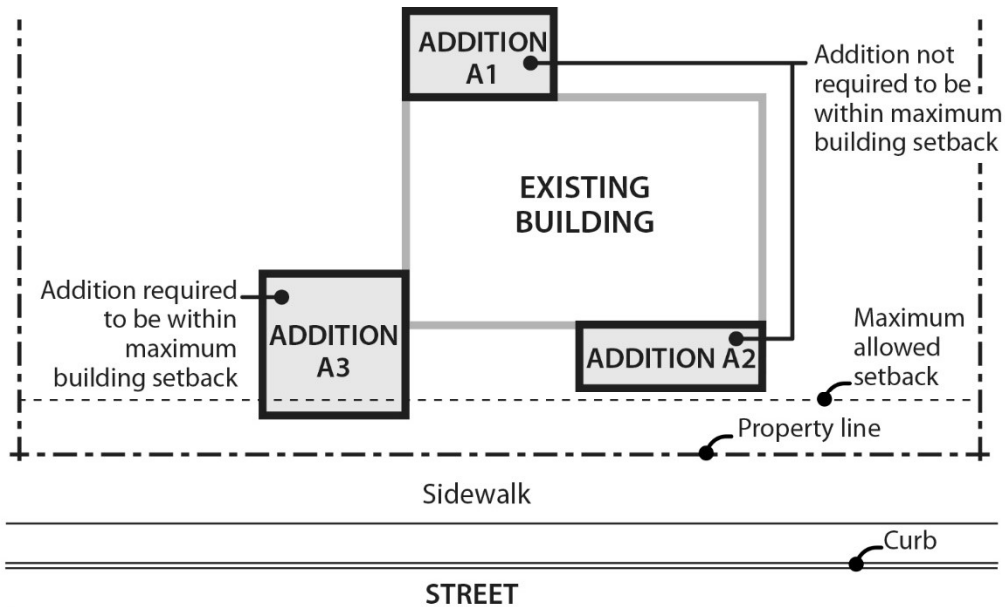 ADDITION
A1
Addition not
required to be
within maximum
building setback
EXISTING
BUILDING
Addition required
to be within
maximum
building setback
ADDITION
A3
ADDITION A2
Maximum
allowed
setback
Property line
Sidewalk
Curb
STREET